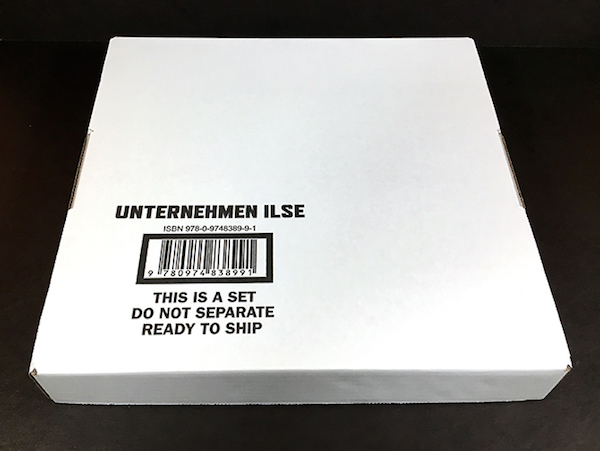 UNTERNEHMEN ILSE
ISBN 978-0-9748389-9-1
9 780974 838991
THIS IS A SET
DO NOT SEPARATE
READY TO SHIP